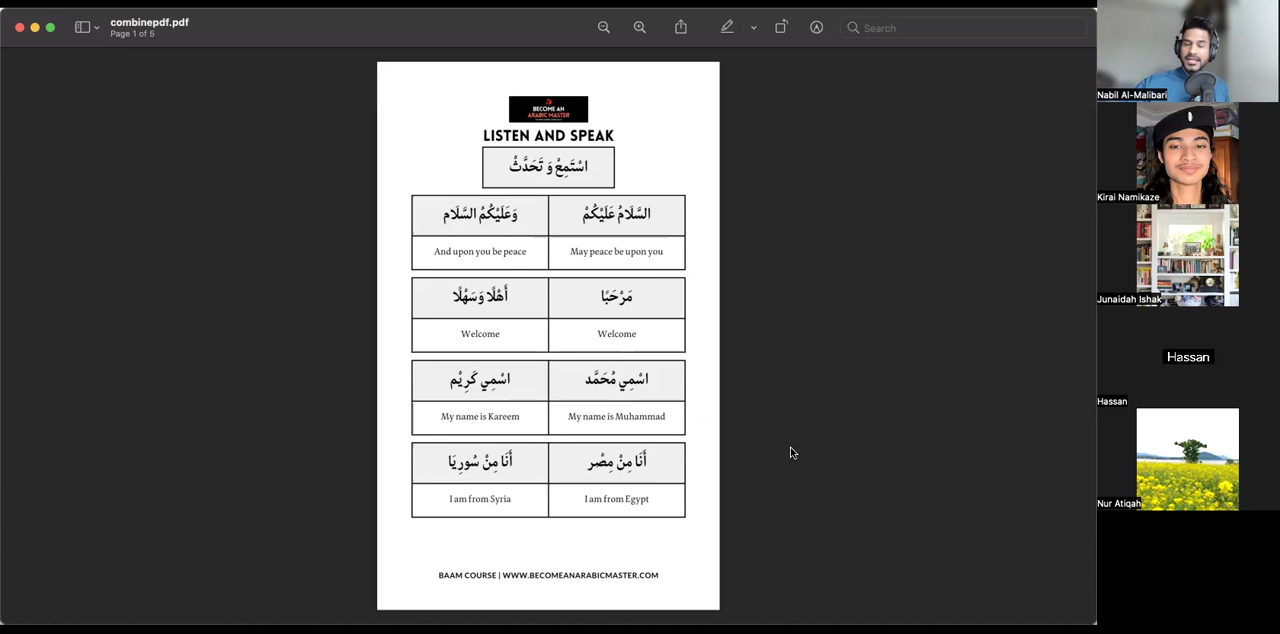 combinepdf.pdf
Page 1 of 5
Search
BECOME AN
ARABIC MASTER
LISTEN AND SPEAK
اسْتَمِعْ وَ تَحَدَّثْ
السَّلَامُ عَلَيْكُمْ
وَعَلَيْكُمُ السَّلَام
May peace be upon you
And upon you be peace
مَرْحَبًا
أَهْلًا وَسَهْلًا
Welcome
Welcome
اسْمِي مُحَمَّد
اسْمِي كَرِيْم
My name is Muhammad
My name is Kareem
أَنَا مِنْ مِصْر
أَنَا مِنْ سُورِيَا
I am from Egypt
I am from Syria
BAAM COURSE | WWW.BECOMEANARABICMASTER.COM
Nabil Al-Malibari
Kirai Namikaze
Junaidah Ishak
Hassan
Hassan
Nur Atiqah